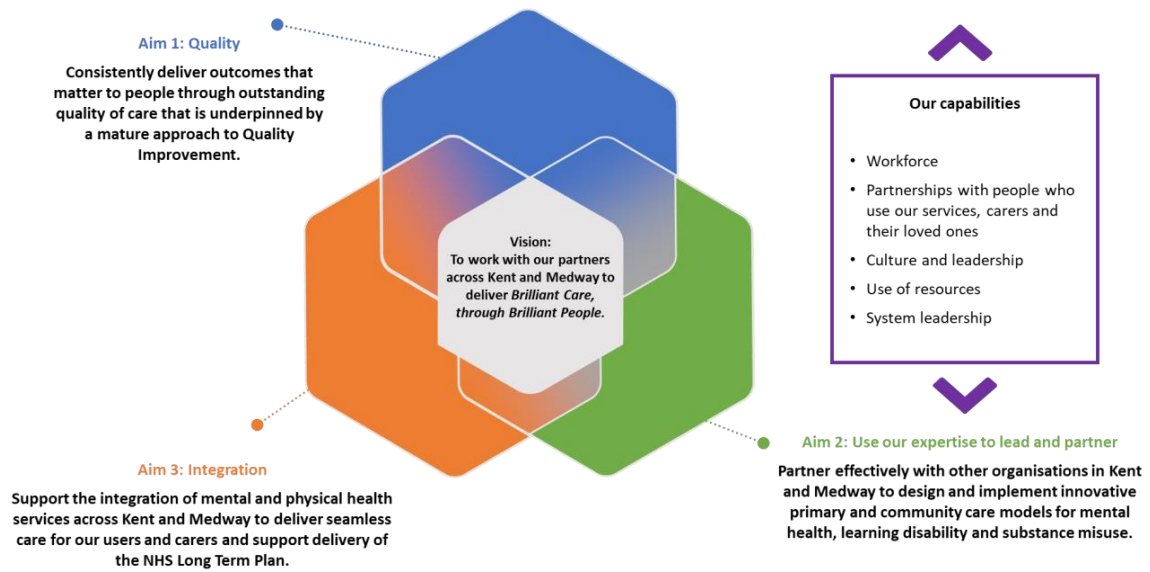 Aim 1: Quality
Consistently deliver outcomes that
matter to people through outstanding
quality of care that is underpinned by
a mature approach to Quality
Improvement.
Vision:
To work with our partners
across Kent and Medway to
deliver Brilliant Care,
through Brilliant People.
Our capabilities
• Workforce
• Partnerships with people who
use our services, carers and
their loved ones
• Culture and leadership
• Use of resources
• System leadership
Aim 3: Integration
Support the integration of mental and physical health
services across Kent and Medway to deliver seamless
care for our users and carers and support delivery of
the NHS Long Term Plan.
Aim 2: Use our expertise to lead and partner
Partner effectively with other organisations in Kent
and Medway to design and implement innovative
primary and community care models for mental
health, learning disability and substance misuse.